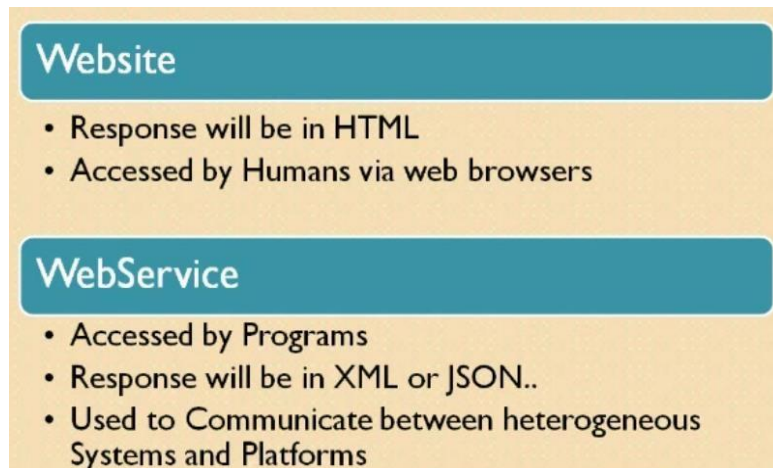 Website
• Response will be in HTML
• Accessed by Humans via web browsers
WebService
• Accessed by Programs
• Response will be in XML or JSON..
• Used to Communicate between heterogeneous
Systems and Platforms